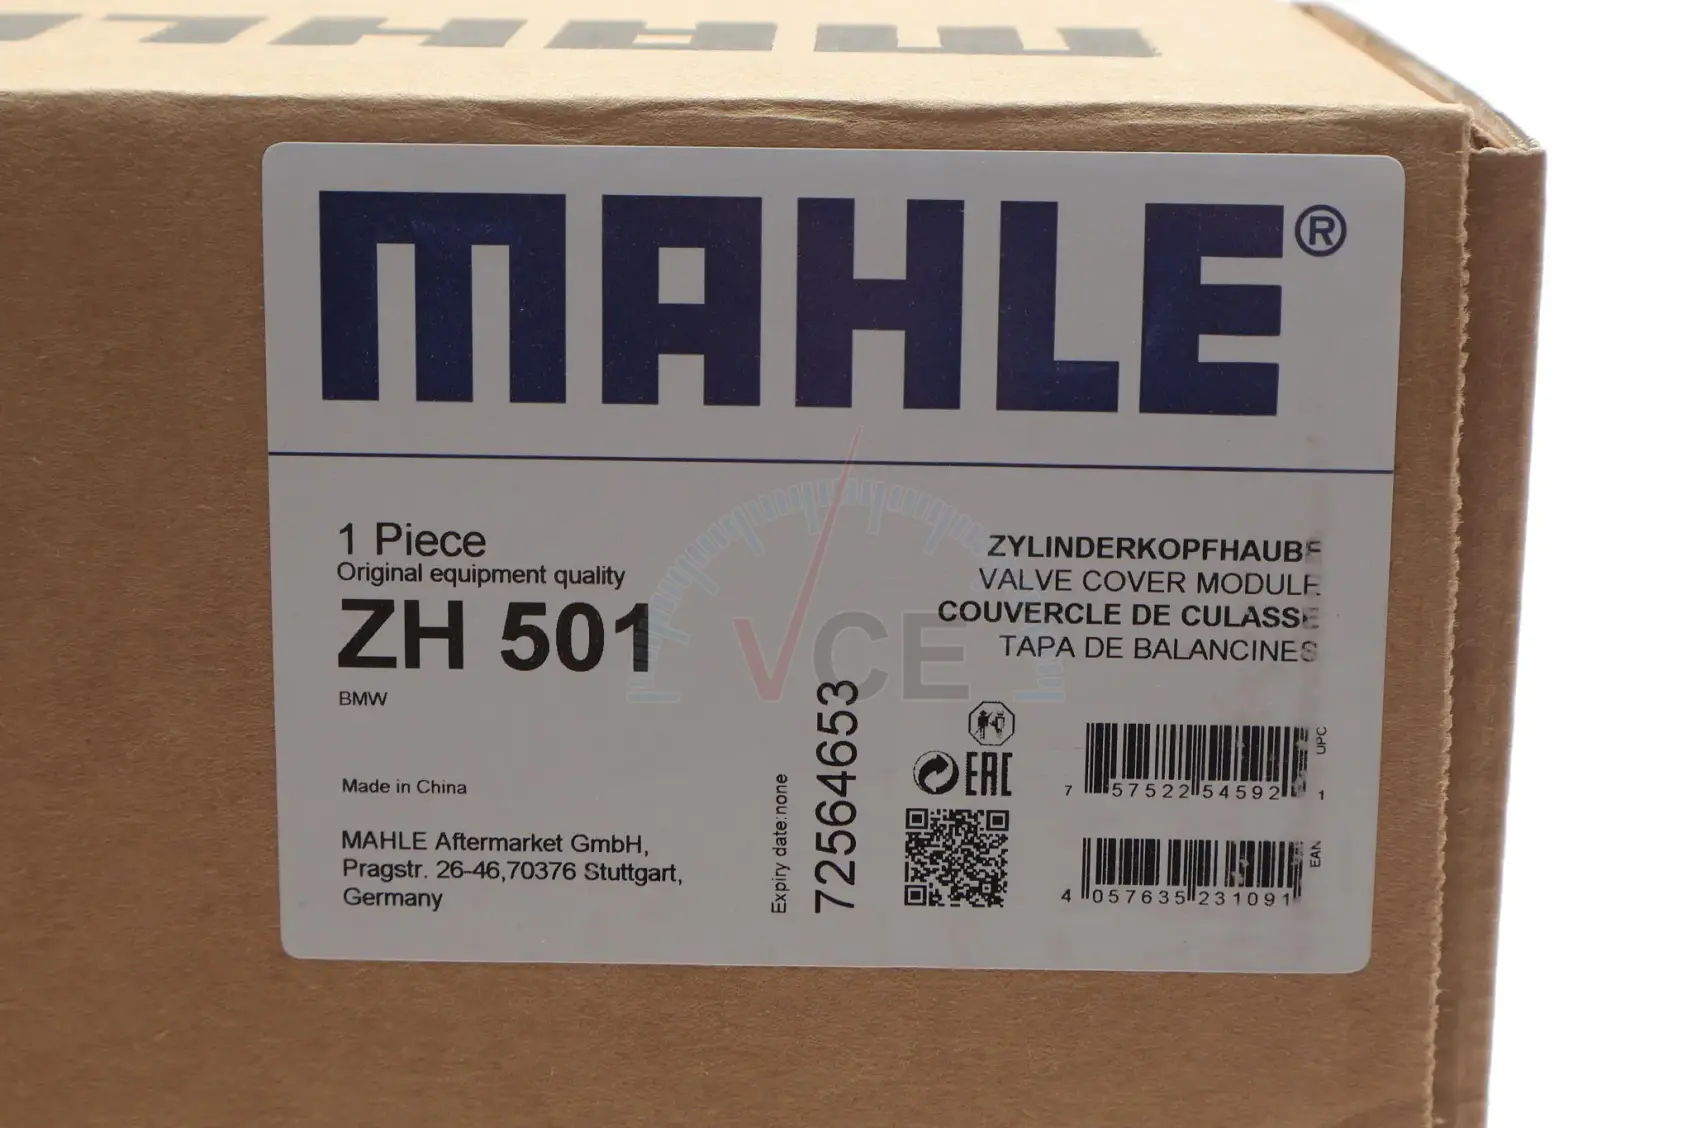 MAHL
MAHLE®
1 Piece
Original equipment quality
ZH 501
BMW
Made in China
MAHLE Aftermarket GmbH,
Pragstr. 26-46,70376 Stuttgart,
Germany
Expiry date:none
72564653
ZYLINDERKOPFHAUBE
VALVE COVER MODULE
COUVERCLE DE CULASSE
TAPA DE BALANCINES
EAC
7 57522 54592 1
UPC
4 057635 231091
EAN
VCE